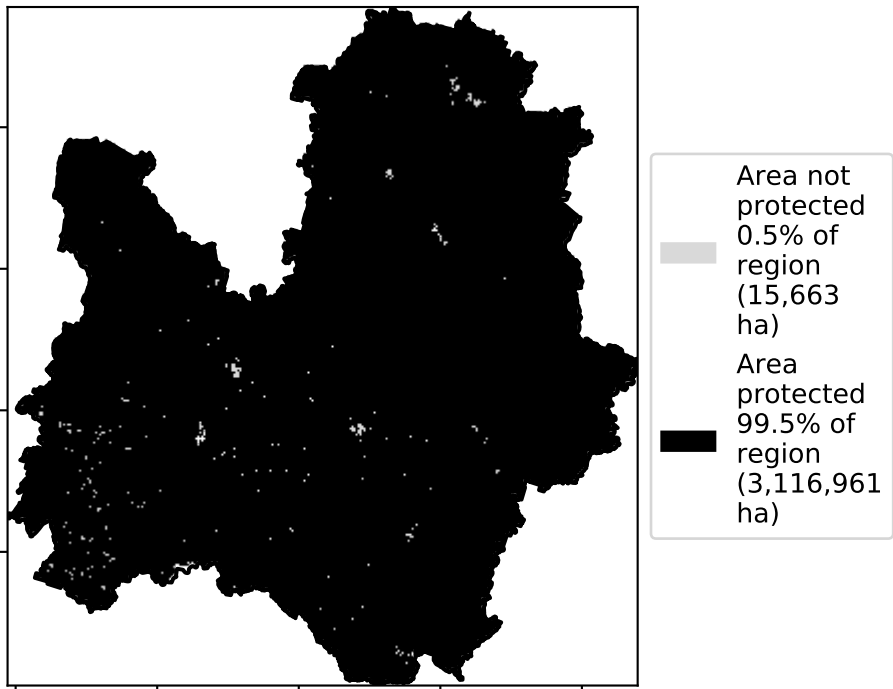 Area not
protected
0.5% of
region
(15,663
ha)
Area
protected
99.5% of
region
(3,116,961
ha)